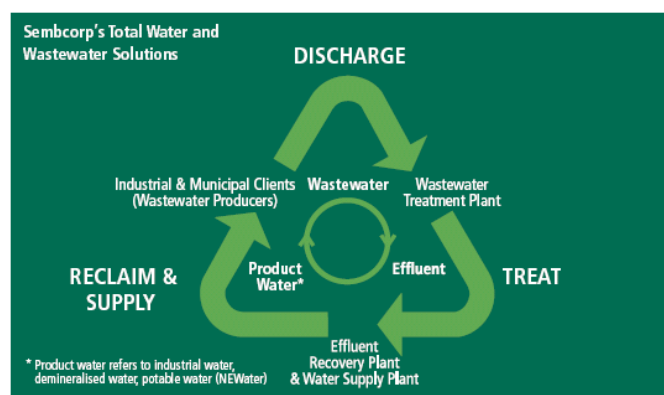 Sembcorp's Total Water and
Wastewater Solutions
DISCHARGE
Industrial & Municipal Clients
(Wastewater Producers)
Wastewater
Wastewater
Treatment Plant
RECLAIM &
SUPPLY
Product
Water*
Effluent
TREAT
Effluent
Recovery Plant
& Water Supply Plant
* Product water refers to industrial water,
demineralised water, potable water (NEWater)